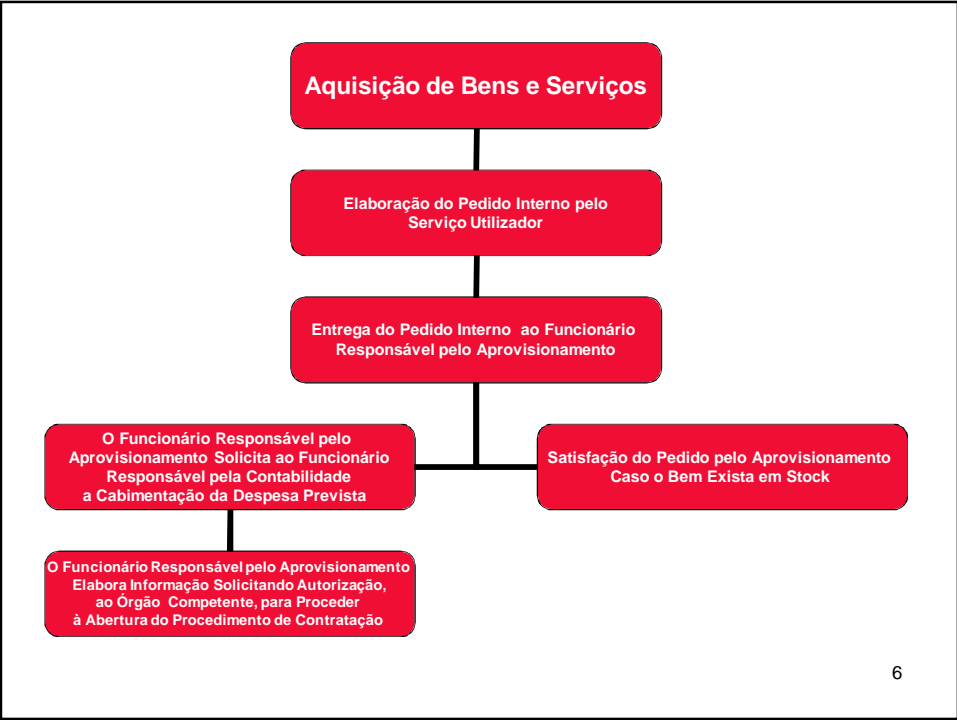 Aquisição de Bens e Serviços
Elaboração do Pedido Interno pelo
Serviço Utilizador
Entrega do Pedido Interno ao Funcionário
Responsável pelo Aprovisionamento
O Funcionário Responsável pelo
Aprovisionamento Solicita ao Funcionário
Responsável pela Contabilidade
a Cabimentação da Despesa Prevista
Satisfação do Pedido pelo Aprovisionamento
Caso o Bem Exista em Stock
O Funcionário Responsável pelo Aprovisionamento
Elabora Informação Solicitando Autorização,
ao Órgão Competente, para Proceder
à Abertura do Procedimento de Contratação
6